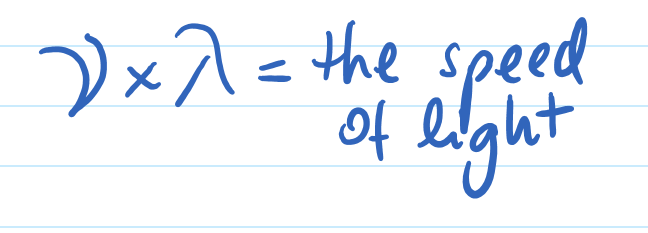 ν × λ = the speed
of light